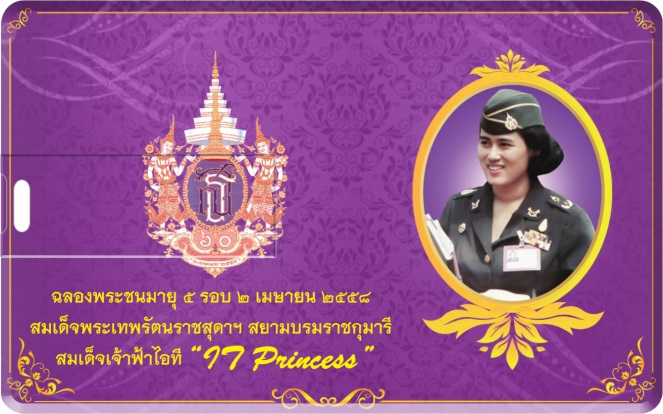 ๖๐
ฉลองพระชนมายุ ๕ รอบ ๒ เมษายน ๒๕๕๘
สมเด็จพระเทพรัตนราชสุดาฯ สยามบรมราชกุมารี
สมเด็จเจ้าฟ้าไอที “IT Princess”